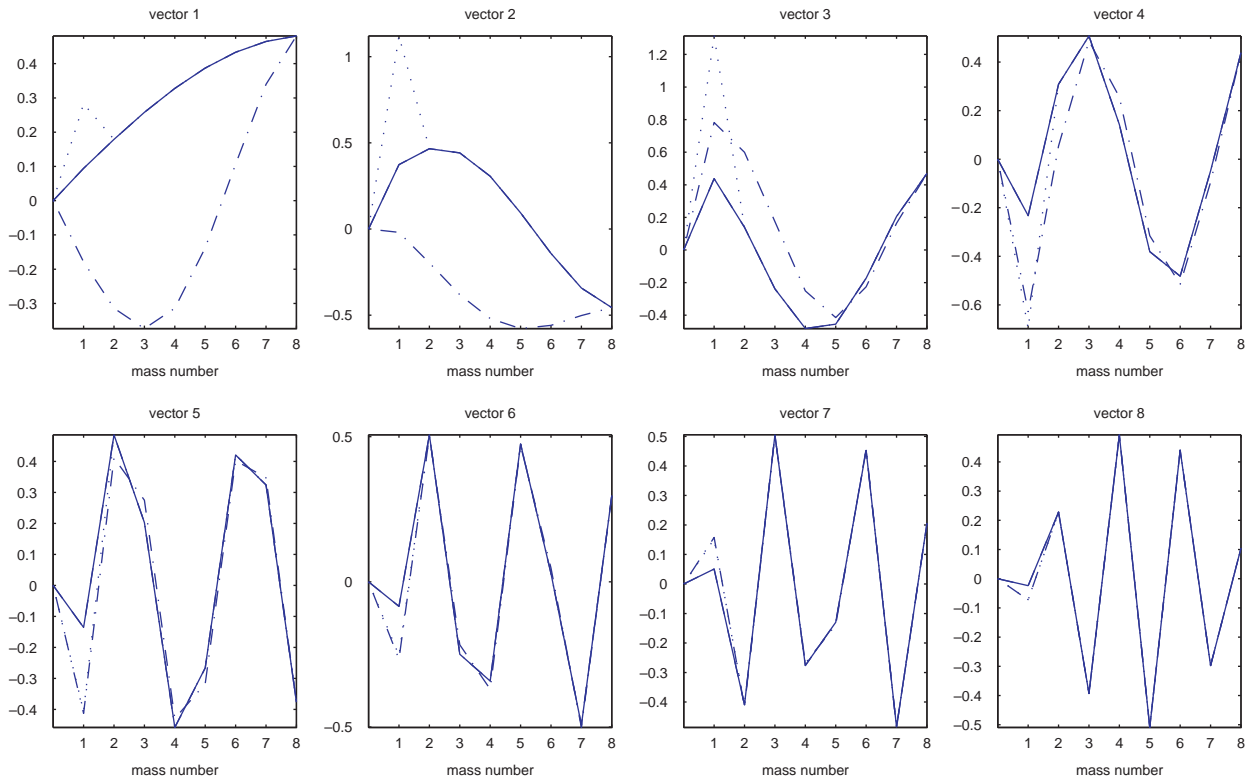 vector 1
vector 2
vector 3
vector 4
0.4
0.3
0.2
0.1
0
–0.1
–0.2
–0.3
1
0.5
0
–0.5
1.2
1
0.8
0.6
0.4
0.2
0
–0.2
–0.4
0.4
0.2
0
–0.2
–0.4
–0.6
1 2 3 4 5 6 7 8
1 2 3 4 5 6 7 8
1 2 3 4 5 6 7 8
1 2 3 4 5 6 7 8
mass number
mass number
mass number
mass number
vector 5
vector 6
vector 7
vector 8
0.4
0.3
0.2
0.1
0
–0.1
–0.2
–0.3
–0.4
0.5
0
–0.5
0.5
0.4
0.3
0.2
0.1
0
–0.1
–0.2
–0.3
–0.4
0.4
0.3
0.2
0.1
0
–0.1
–0.2
–0.3
–0.4
–0.5
1 2 3 4 5 6 7 8
1 2 3 4 5 6 7 8
1 2 3 4 5 6 7 8
1 2 3 4 5 6 7 8
mass number
mass number
mass number
mass number